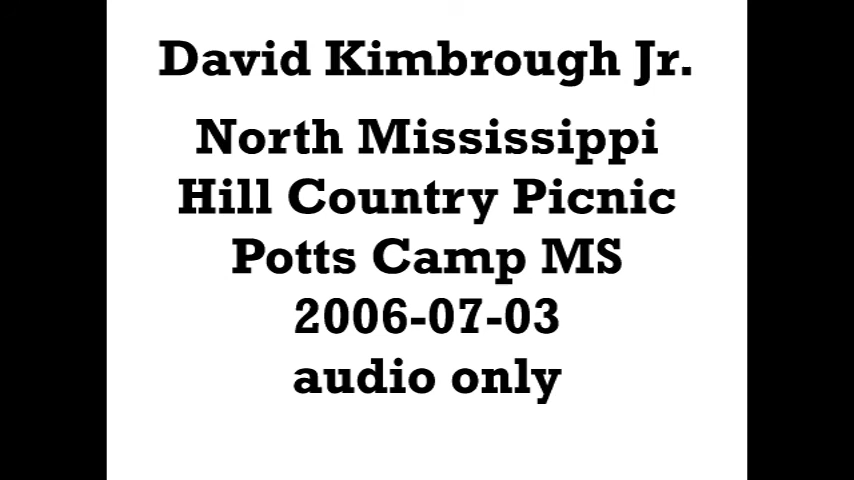 David Kimbrough Jr.
North Mississippi
Hill Country Picnic
Potts Camp MS
2006-07-03
audio only